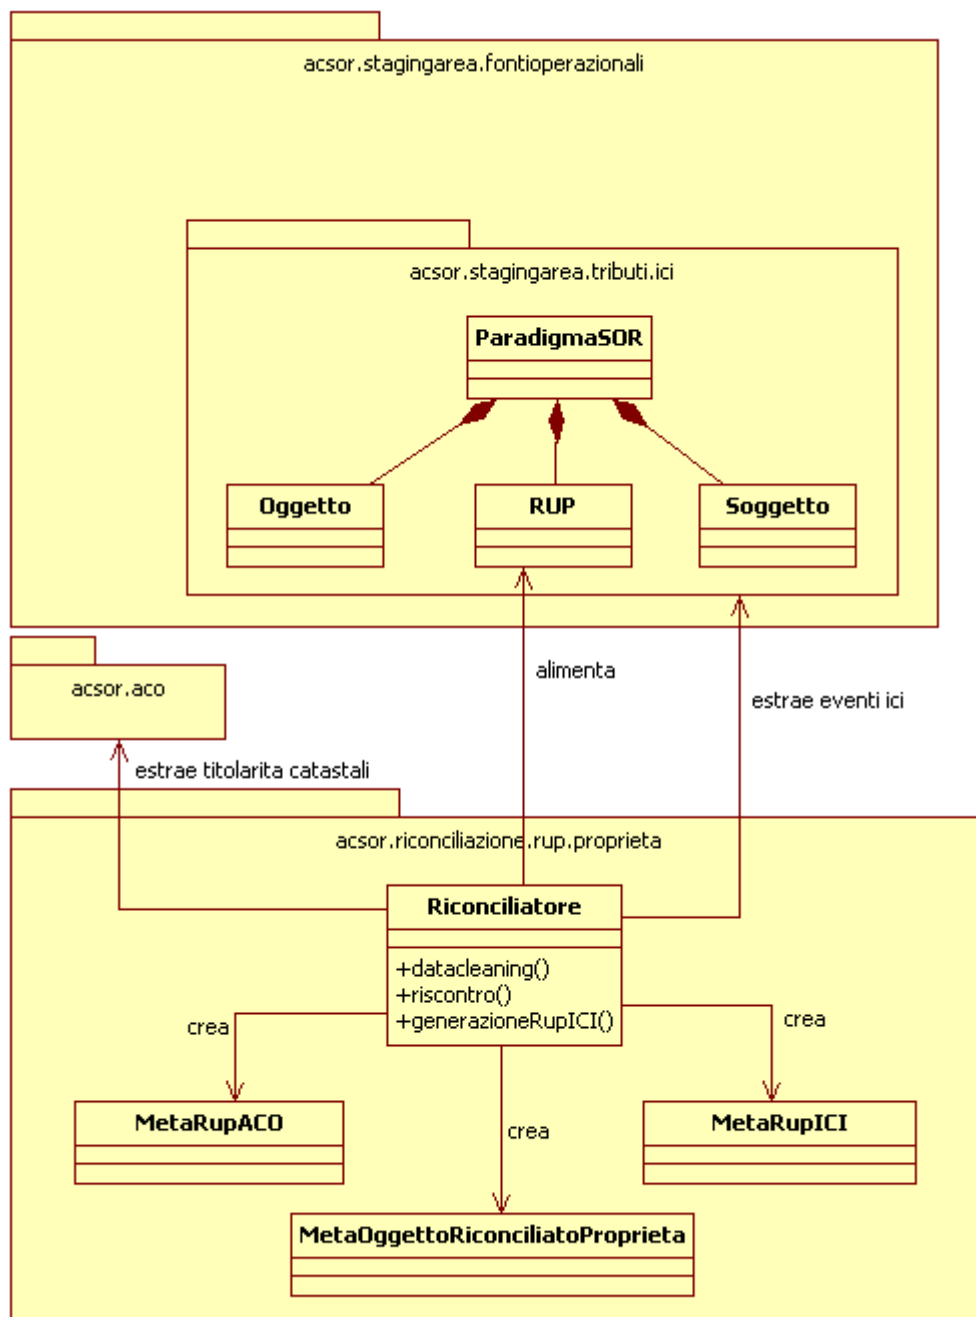 acsor.stagingarea.fontioperazionali
acsor.stagingarea.tributi.ici
ParadigmaSOR
Oggetto
RUP
Soggetto
alimenta
acsor.aco
estrae eventi ici
estrae titolarita catastali
acsor.riconciliazione.rup.proprieta
Riconciliatore
+datacleaning()
+riscontro()
+generazioneRupICI()
crea
crea
MetaRupACO
MetaRupICI
crea
MetaOggettoRiconciliatoProprieta